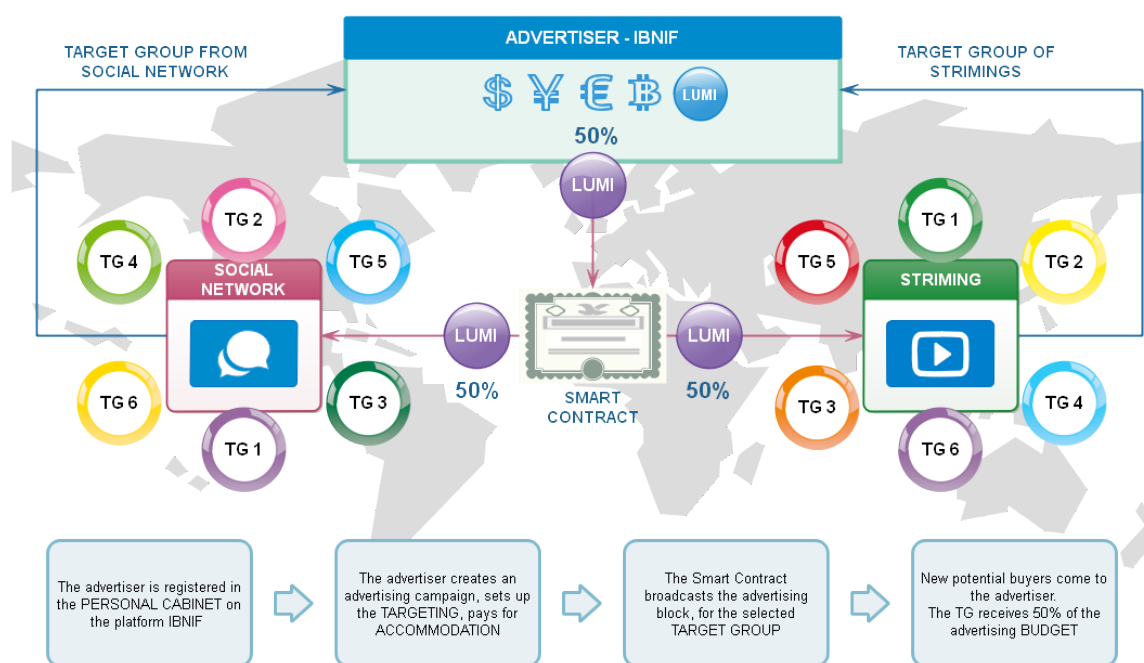 ADVERTISER - IBNIF
TARGET GROUP FROM
SOCIAL NETWORK
TARGET GROUP OF
STRIMINGS
$ ¥ € ₿ LUMI
50%
LUMI
TG 2
TG 4
TG 5
SOCIAL
NETWORK
TG 6
TG 3
TG 1
LUMI
50%
SMART
CONTRACT
LUMI
50%
TG 1
TG 5
TG 2
STRIMING
TG 3
TG 4
TG 6
The advertiser is registered in
the PERSONAL CABINET on
the platform IBNIF
The advertiser creates an
advertising campaign, sets up
the TARGETING, pays for
ACCOMMODATION
The Smart Contract
broadcasts the advertising
block, for the selected
TARGET GROUP
New potential buyers come to
the advertiser.
The TG receives 50% of the
advertising BUDGET